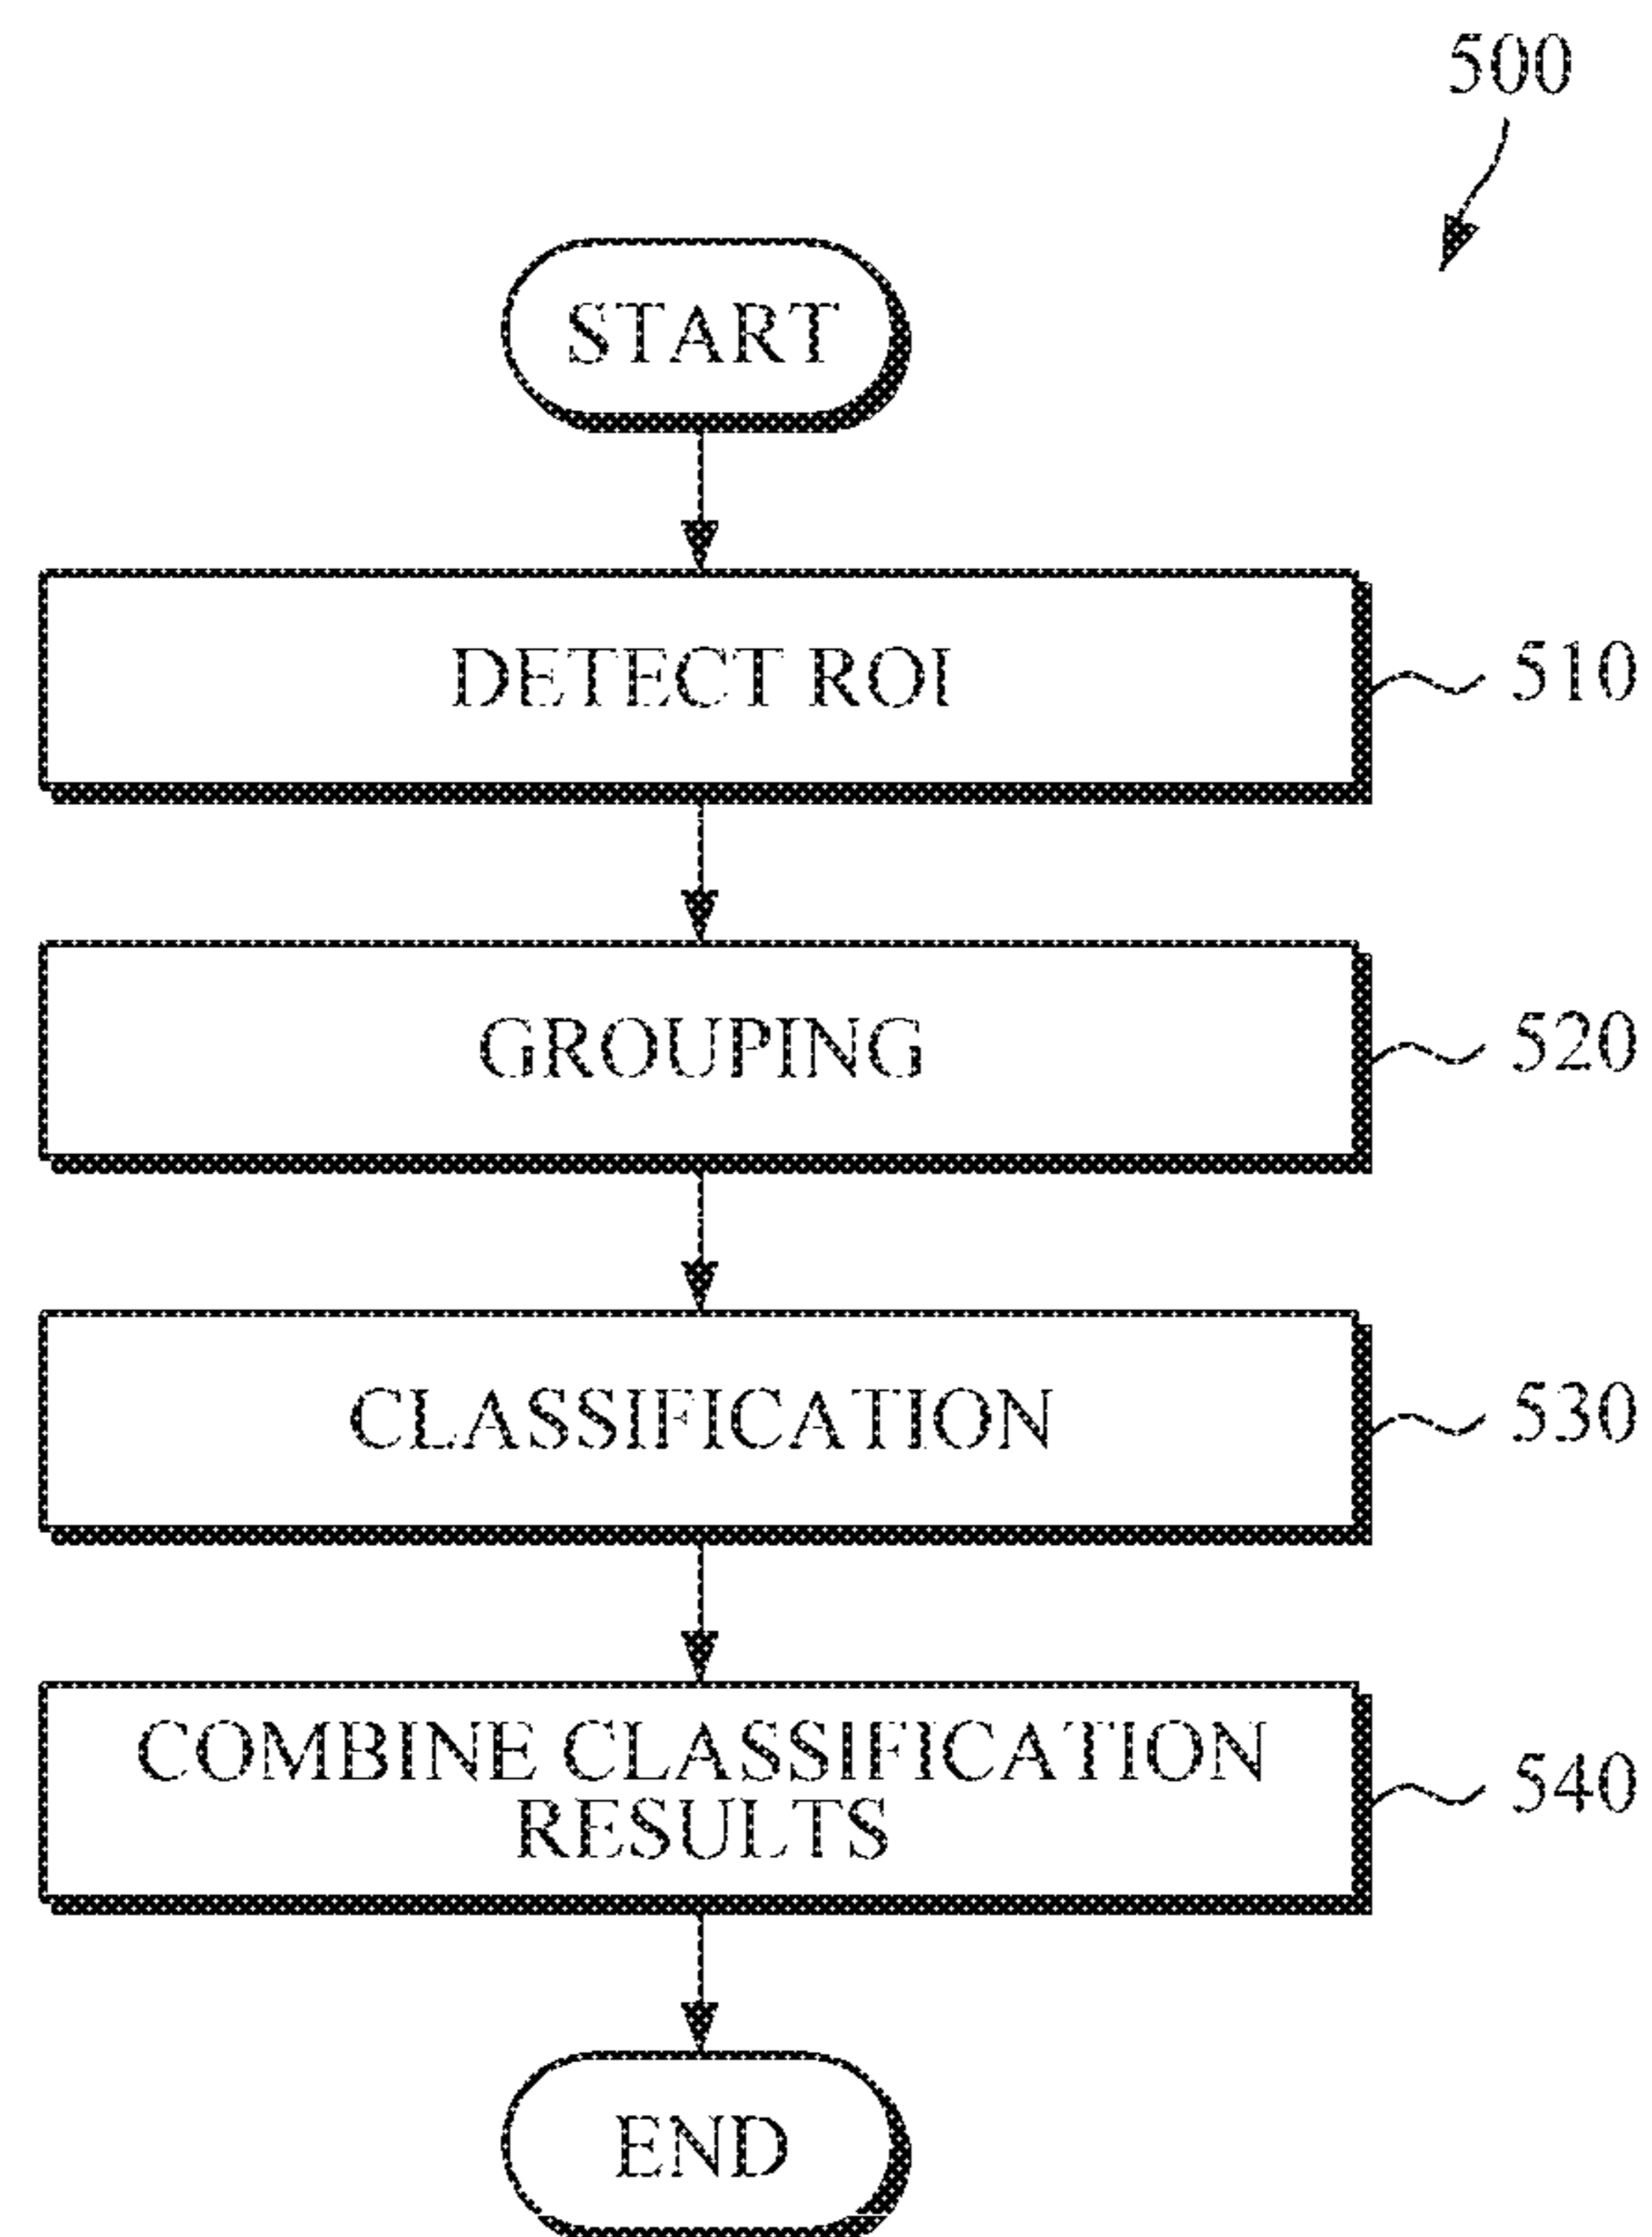 500
START
DETECT ROI
510
GROUPING
520
CLASSIFICATION
530
COMBINE CLASSIFICATION
RESULTS
540
END